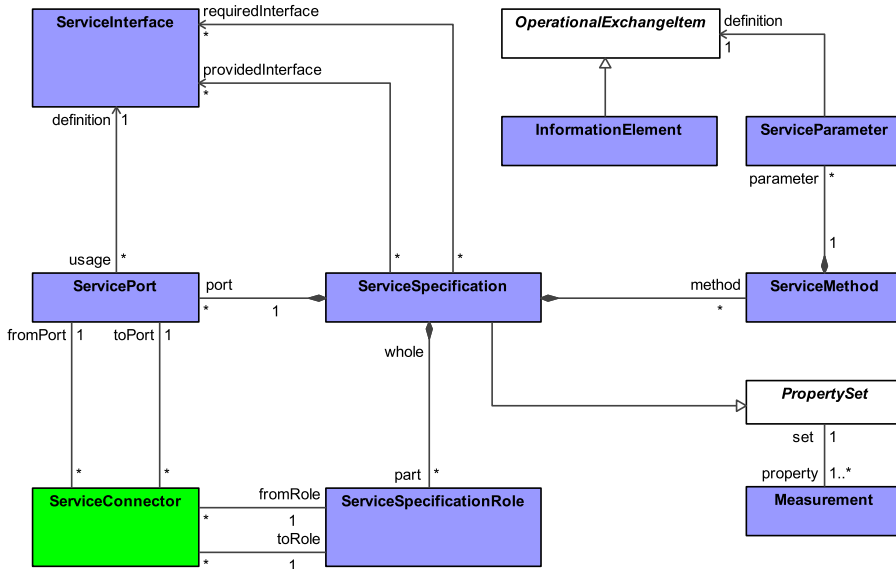 ServiceInterface
requiredInterface
*
providedInterface
*
definition
1
OperationalExchangeItem
definition
1
InformationElement
ServiceParameter
parameter
*
usage
*
*
*
1
ServicePort
port
*
1
ServiceSpecification
method
*
ServiceMethod
fromPort
1
toPort
1
whole
PropertySet
set
1
property
1..*
Measurement
*
*
part
*
ServiceConnector
fromRole
*
1
toRole
*
1
ServiceSpecificationRole